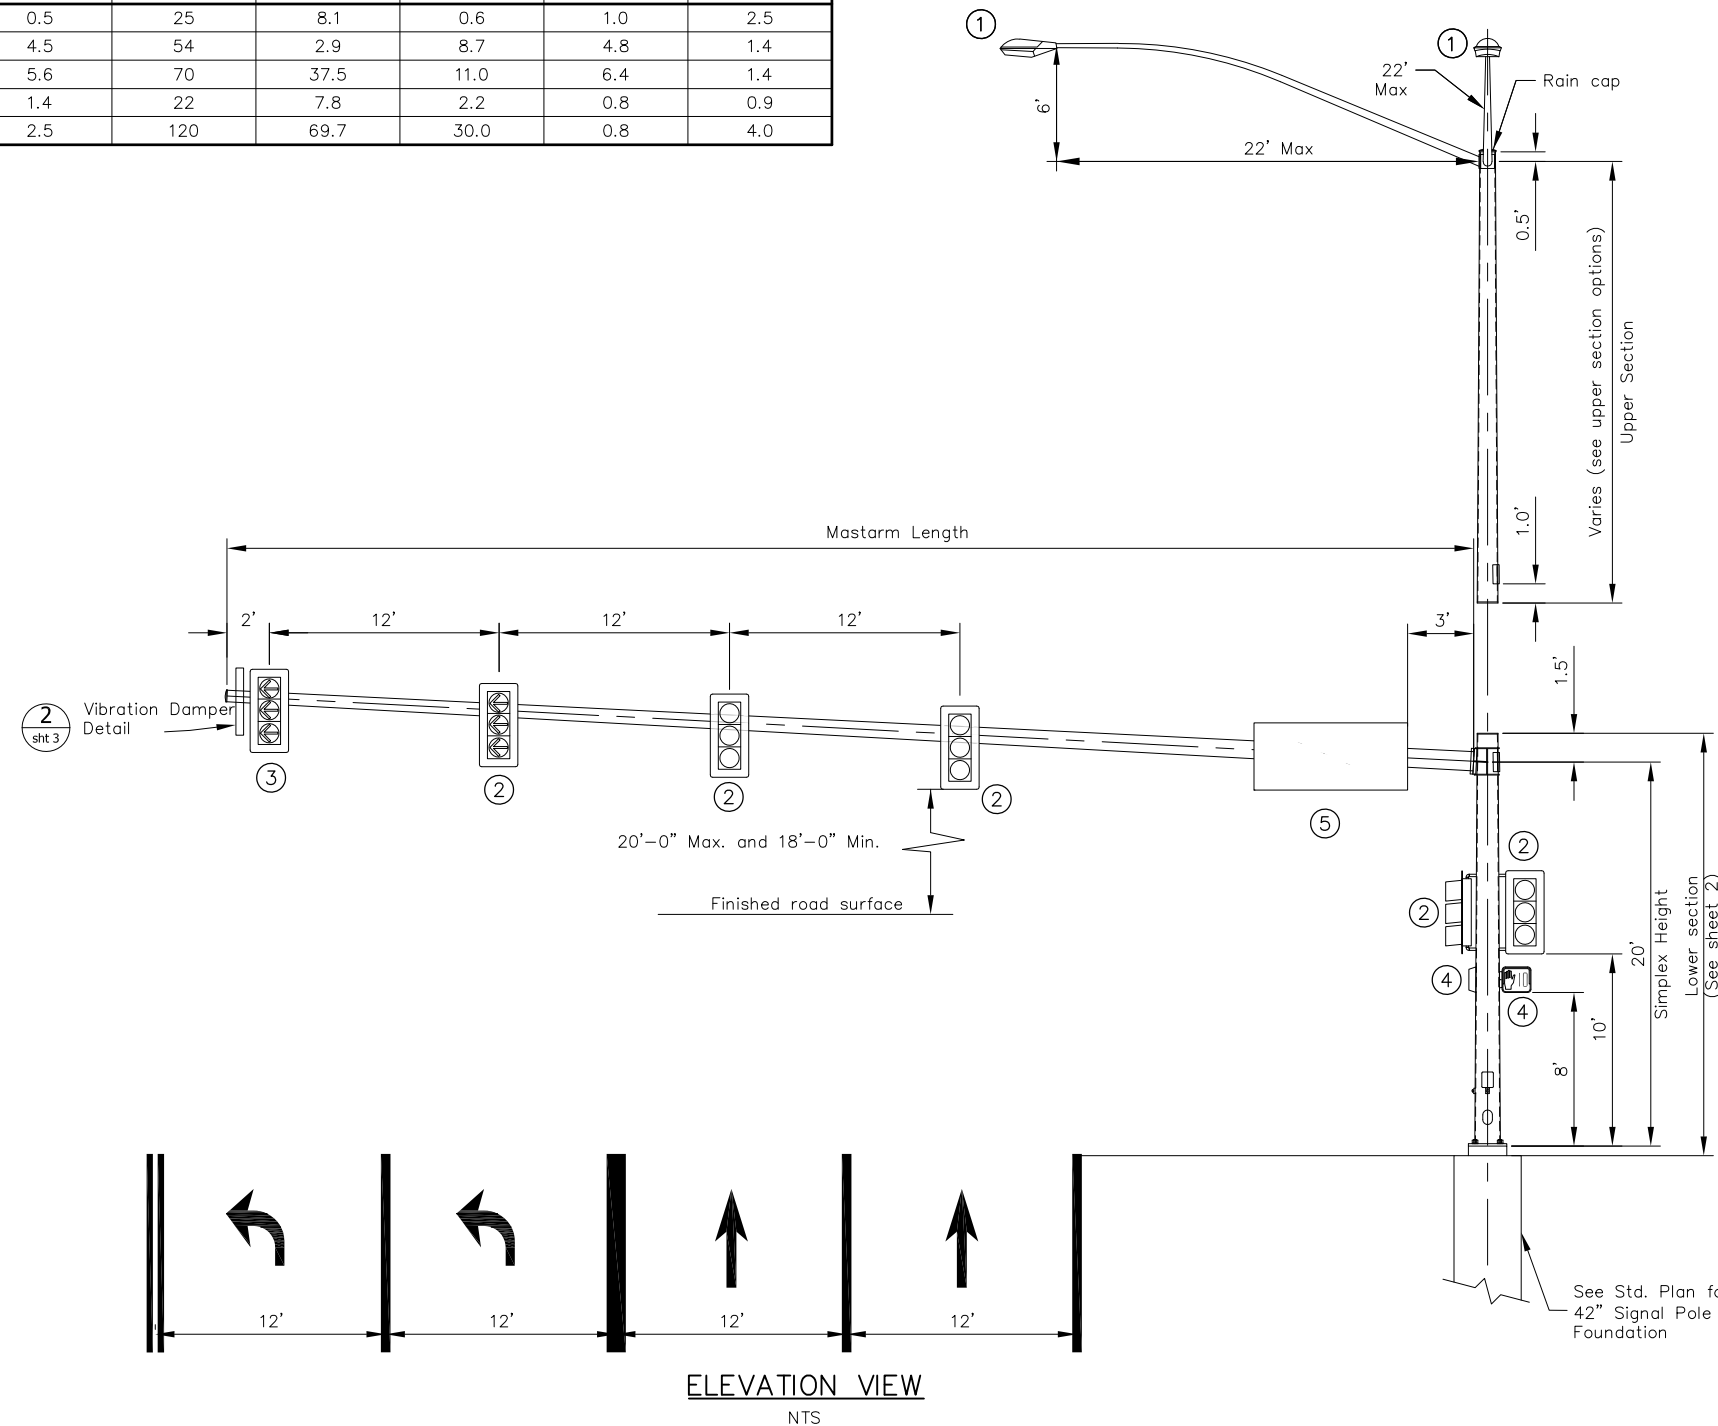 0.5 25 8.1 0.6 1.0 2.5
4.5 54 2.9 8.7 4.8 1.4
5.6 70 37.5 11.0 6.4 1.4
1.4 22 7.8 2.2 0.8 0.9
2.5 120 69.7 30.0 0.8 4.0
1
1
22'
Max
Rain cap
6'
22' Max
0.5'
Varies (see upper section options)
Upper Section
1.0'
Mastarm Length
2' 12' 12' 12' 3'
1.5'
2
sht 3
Vibration Damper
Detail
3
2
2
2
5
20'-0" Max. and 18'-0" Min.
Finished road surface
2
2
4
4
8'
10'
20'
Simplex Height
Lower section
(See sheet 2)
12' 12' 12' 12'
See Std. Plan fo
42" Signal Pole
Foundation
ELEVATION VIEW
NTS